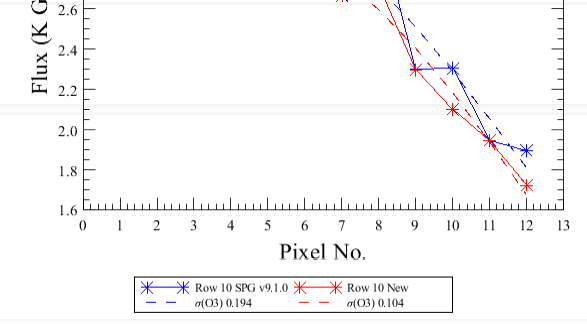 Flux (K G
2.6
2.4
2.2
2.0
1.8
1.6
0 1 2 3 4 5 6 7 8 9 10 11 12 13
Pixel No.
Row 10 SPG v9.1.0 Row 10 New
σ(O3) 0.194 σ(O3) 0.104